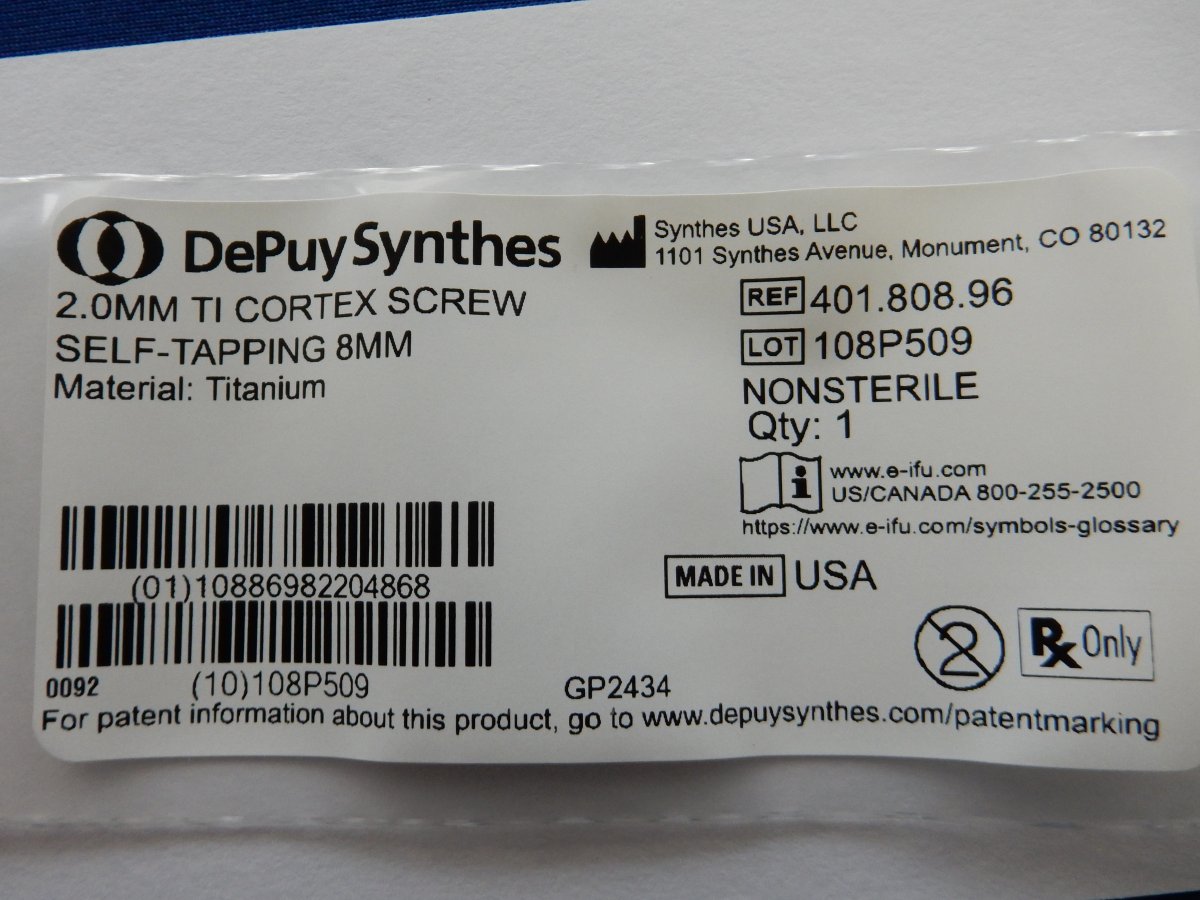 DePuy Synthes
2.0MM TI CORTEX SCREW
SELF-TAPPING 8MM
Material: Titanium
Synthes USA, LLC
1101 Synthes Avenue, Monument, CO 80132
REF 401.808.96
LOT 108P509
NONSTERILE
Qty: 1
i www.e-ifu.com
US/CANADA 800-255-2500
https://www.e-ifu.com/symbols-glossary
MADE IN USA
(01)10886982204868
(10)108P509
0092
GP2434
2
Rx Only
For patent information about this product, go to www.depuysynthes.com/patentmarking